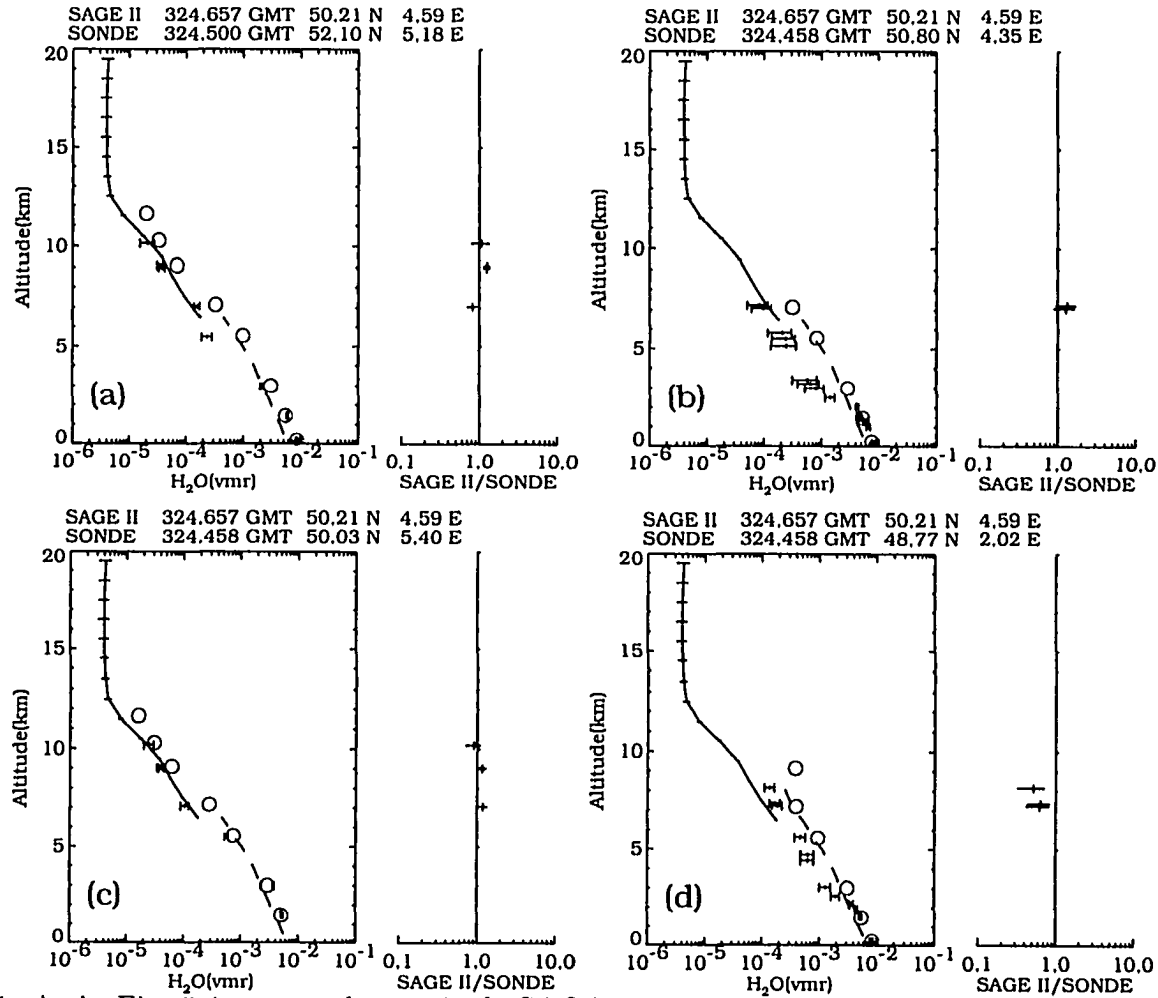 SAGE II 324.657 GMT 50.21 N 4.59 E
SONDE 324.500 GMT 52.10 N 5.18 E
20
15
10
5
0
Altitude(km)
(a)
10-6 10-5 10-4 10-3 10-2 10-1
H2O(vmr)
0.1 1.0 10.0
SAGE II/SONDE
SAGE II 324.657 GMT 50.21 N 4.59 E
SONDE 324.458 GMT 50.80 N 4.35 E
20
15
10
5
0
Altitude(km)
(b)
10-6 10-5 10-4 10-3 10-2 10-1
H2O(vmr)
0.1 1.0 10.0
SAGE II/SONDE
SAGE II 324.657 GMT 50.21 N 4.59 E
SONDE 324.458 GMT 50.03 N 5.40 E
20
15
10
5
0
Altitude(km)
(c)
10-6 10-5 10-4 10-3 10-2 10-1
H2O(vmr)
0.1 1.0 10.0
SAGE II/SONDE
SAGE II 324.657 GMT 50.21 N 4.59 E
SONDE 324.458 GMT 48.77 N 2.02 E
20
15
10
5
0
Altitude(km)
(d)
10-6 10-5 10-4 10-3 10-2 10-1
H2O(vmr)
0.1 1.0 10.0
SAGE II/SONDE